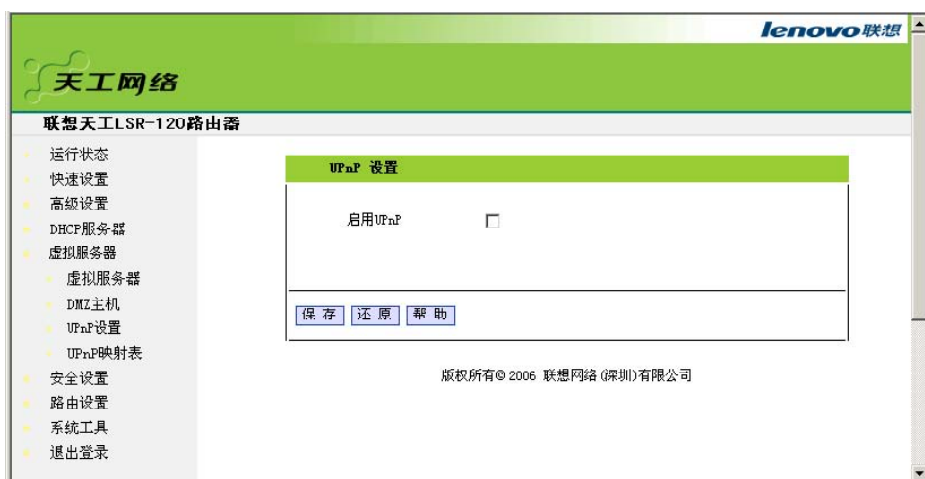 lenovo联想
天工网络
联想天工LSR-120路由器
运行状态
快速设置
高级设置
DHCP服务器
虚拟服务器
虚拟服务器
DMZ主机
UPnP设置
UPnP映射表
安全设置
路由设置
系统工具
退出登录
UPnP 设置
启用UPnP
保 存 还 原 帮 助
版权所有© 2006 联想网络(深圳)有限公司